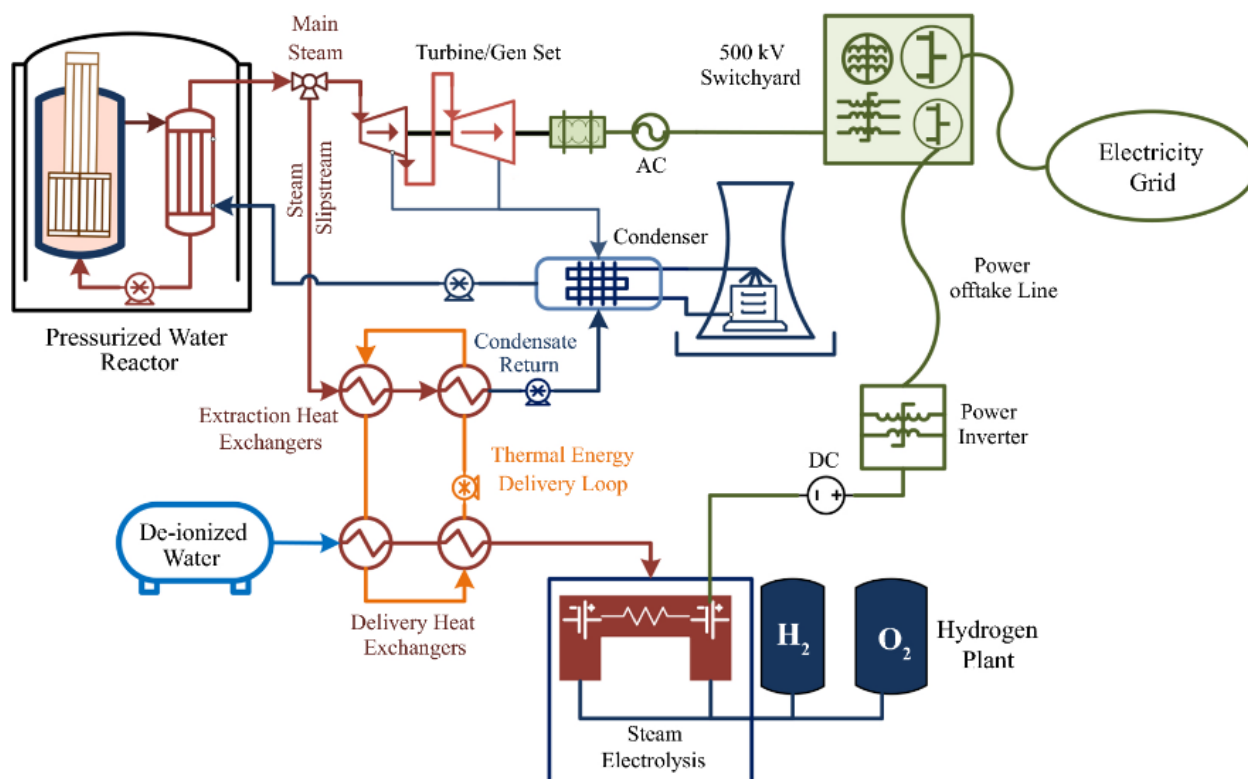 Main
Steam
Turbine/Gen Set
500 kV
Switchyard
AC
Electricity
Grid
Steam
Slipstream
Condenser
Power
offtake Line
Pressurized Water
Reactor
Condensate
Return
Extraction Heat
Exchangers
Power
Inverter
Thermal Energy
Delivery Loop
DC
- +
De-ionized
Water
Delivery Heat
Exchangers
+ +
H2
O2
Hydrogen
Plant
Steam
Electrolysis